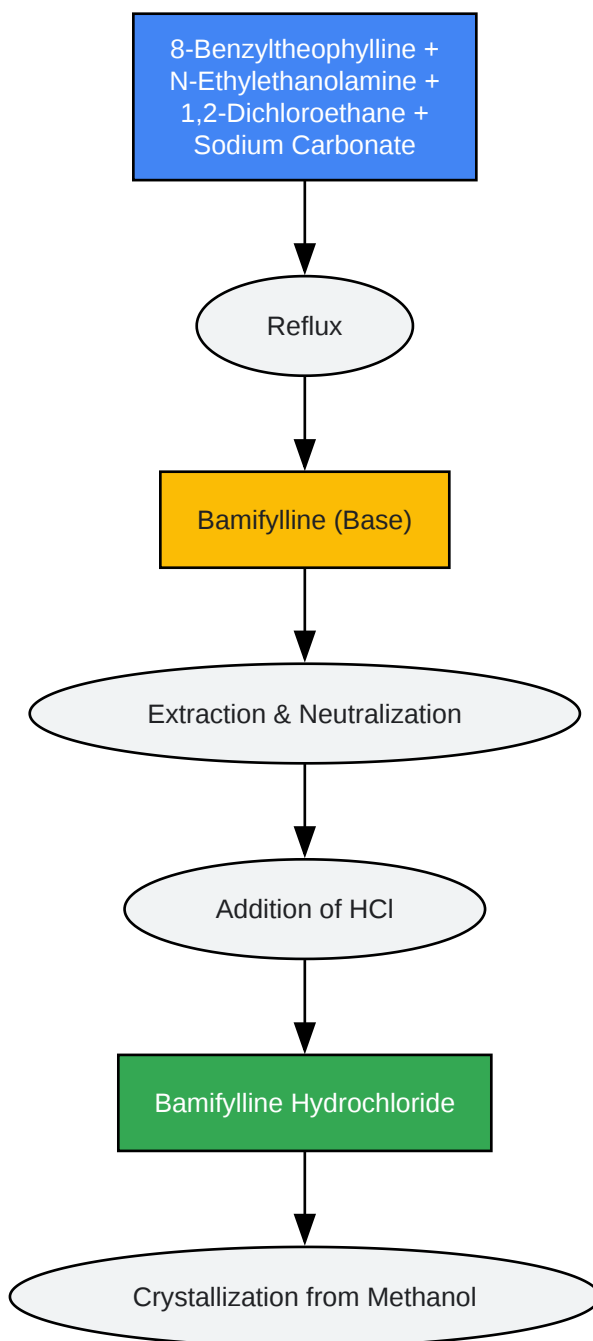 8-Benzyltheophylline +
N-Ethylethanolamine +
1,2-Dichloroethane +
Sodium Carbonate
Reflux
Bamifylline (Base)
Extraction & Neutralization
Addition of HCl
Bamifylline Hydrochloride
Crystallization from Methanol